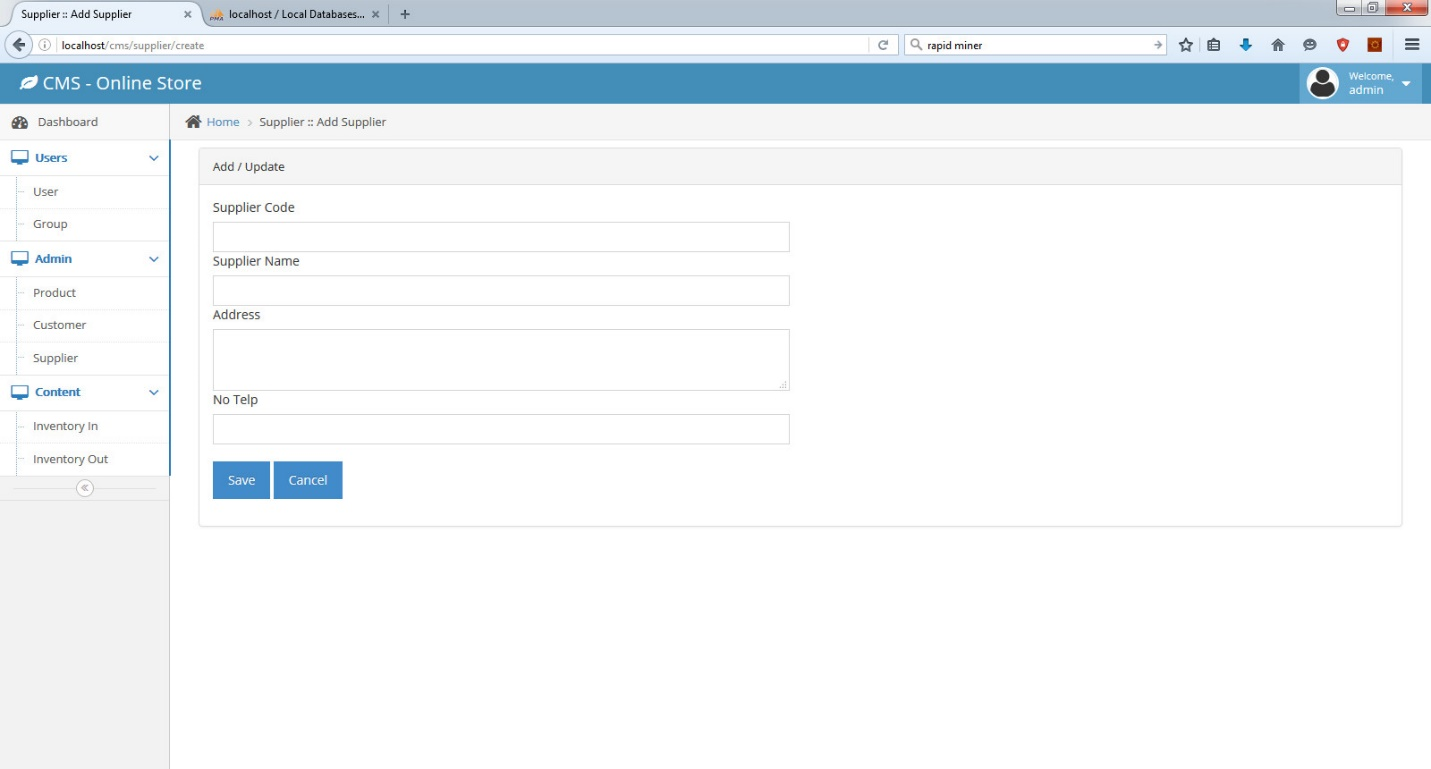 Supplier :: Add Supplier
localhost / Local Databases...
localhost/cms/supplier/create
rapid miner
CMS - Online Store
Welcome,
admin
Dashboard
Home > Supplier :: Add Supplier
Users
User
Group
Admin
Product
Customer
Supplier
Content
Inventory In
Inventory Out
Add / Update
Supplier Code
Supplier Name
Address
No Telp
Save
Cancel